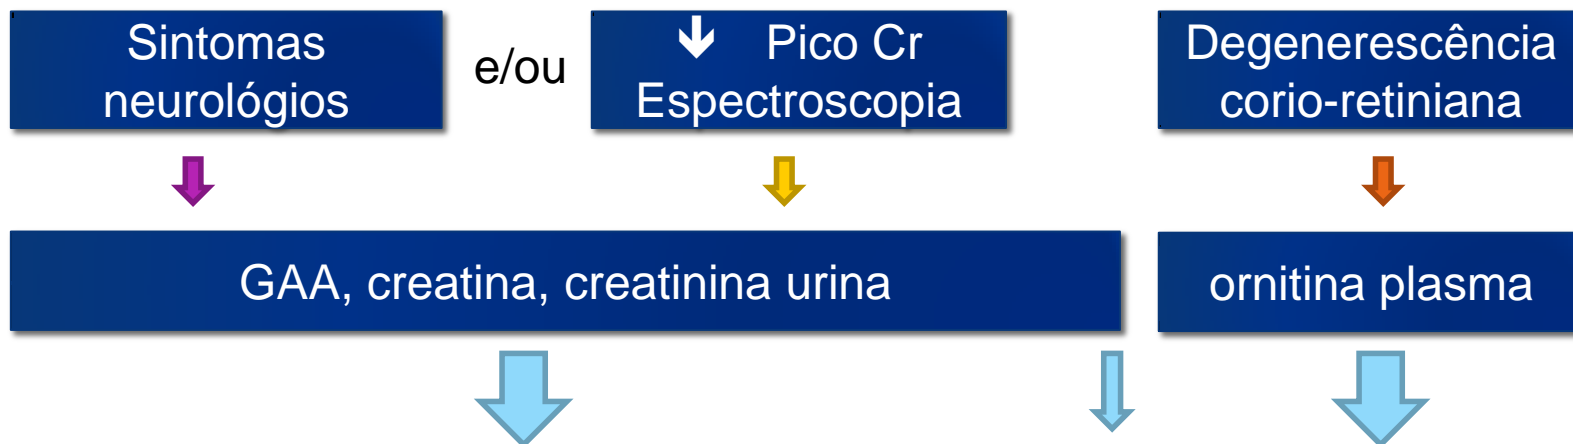 Sintomas
neurológios
e/ou
Pico Cr
Espectroscopia
Degenerescência
corio-retiniana
GAA, creatina, creatinina urina
ornitina plasma